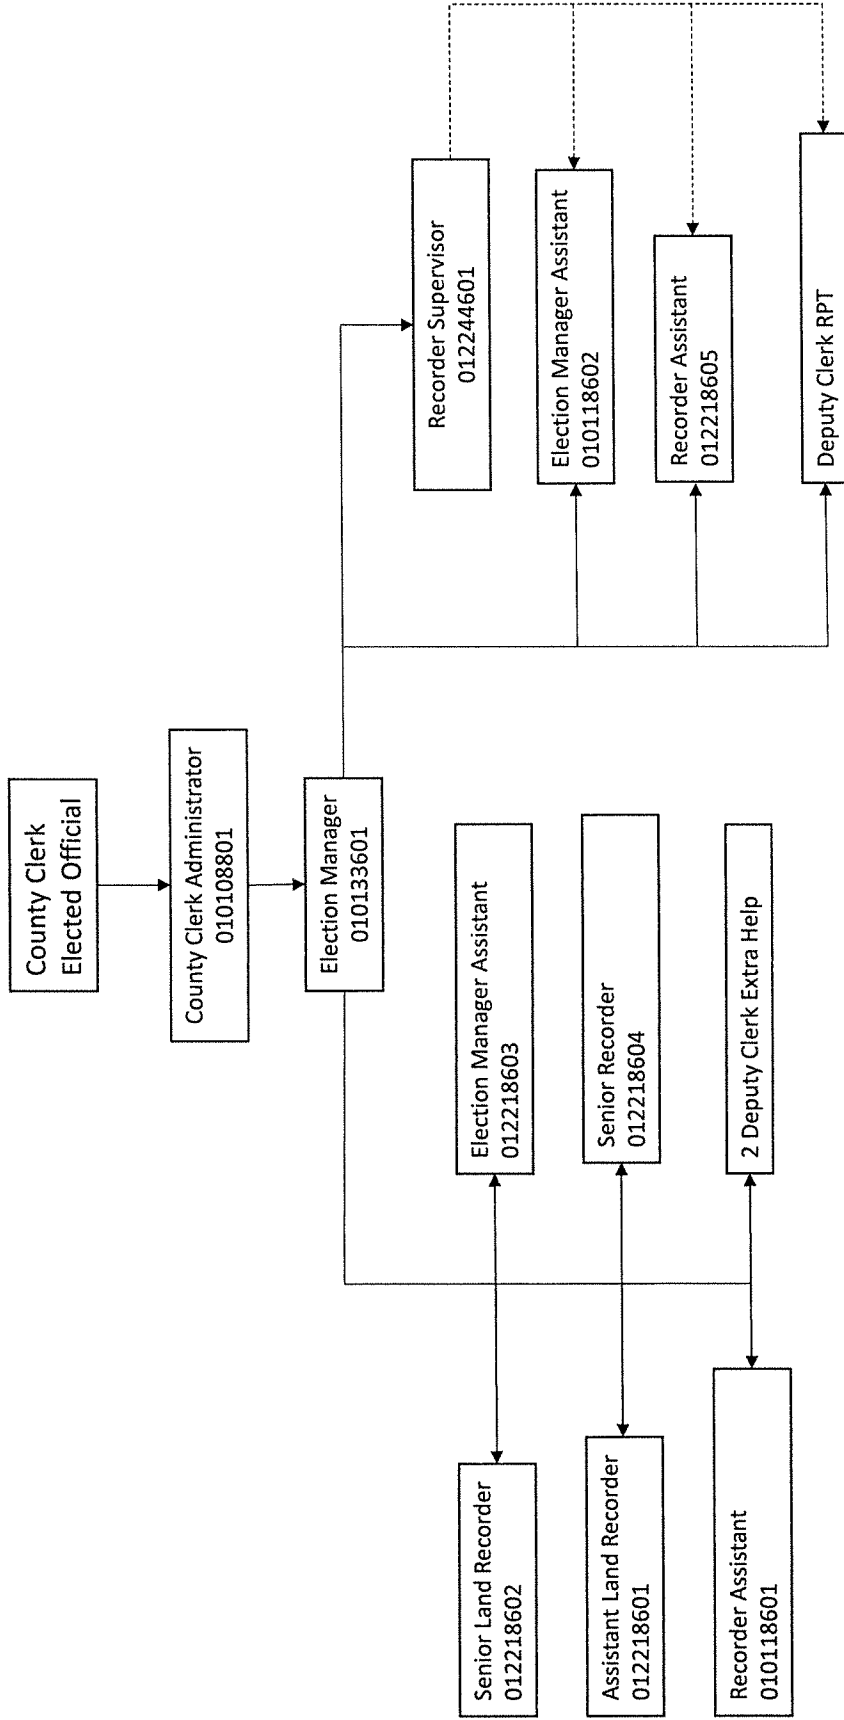 County Clerk
Elected Official
County Clerk Administrator
010108801
Election Manager
010133601
Senior Land Recorder
012218602
Election Manager Assistant
012218603
Assistant Land Recorder
012218601
Senior Recorder
012218604
Recorder Assistant
010118601
2 Deputy Clerk Extra Help
Recorder Supervisor
012244601
Election Manager Assistant
010118602
Recorder Assistant
012218605
Deputy Clerk RPT